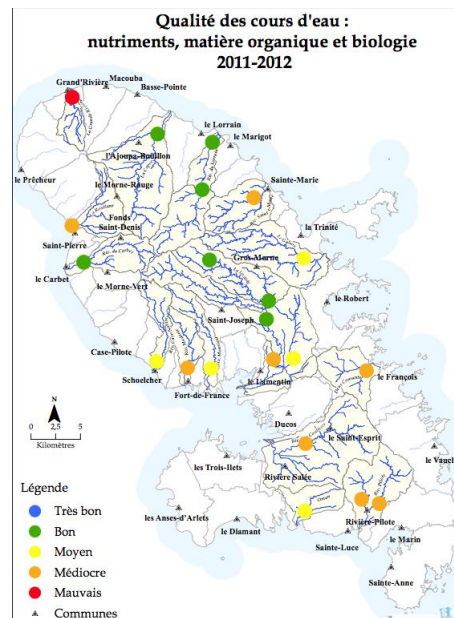 Qualité des cours d'eau :
nutriments, matière organique et biologie
2011-2012
Grand'Rivière
Macouba
Basse-Pointe
le Lorrain
le Marigot
l'Ajoupa-Bouillon
le Prêcheur
le Morne-Rouge
Sainte-Marie
Fonds
Saint-Denis
la Trinité
Saint-Pierre
Gros-Morne
le Carbet
le Morne-Vert
le Robert
Saint-Joseph
Case-Pilote
Schoelcher
le Lamentin
le François
Fort-de-France
N
Ducos
le Saint-Esprit
0
5
10
Kilomètres
les Trois-Ilets
le Vaucl
Rivière Salée
Légende
Très bon
Bon
Moyen
Médiocre
Mauvais
Communes
les Anses-d'Arlets
le Diamant
Rivière-Pilote
Sainte-Luce
le Marin
Sainte-Anne